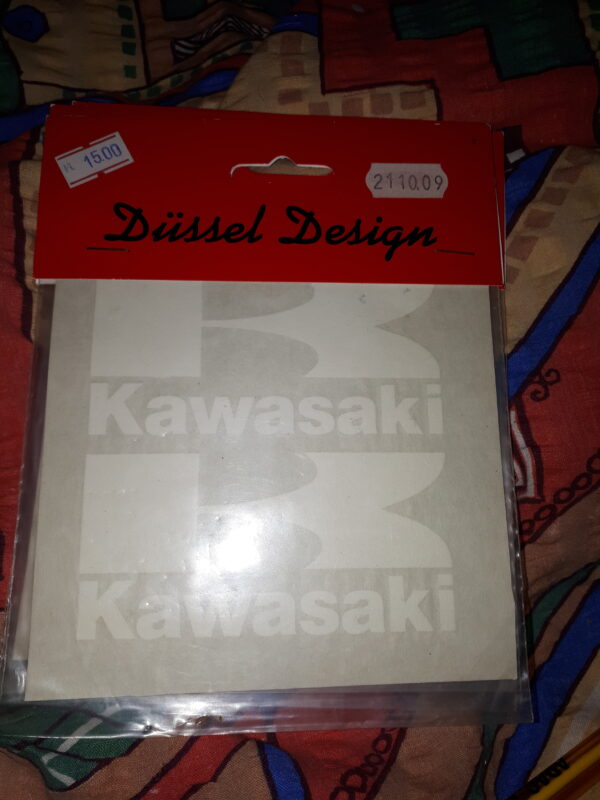 R 15.00
2110.09
Düssel Design
Kawasaki
Kawasaki